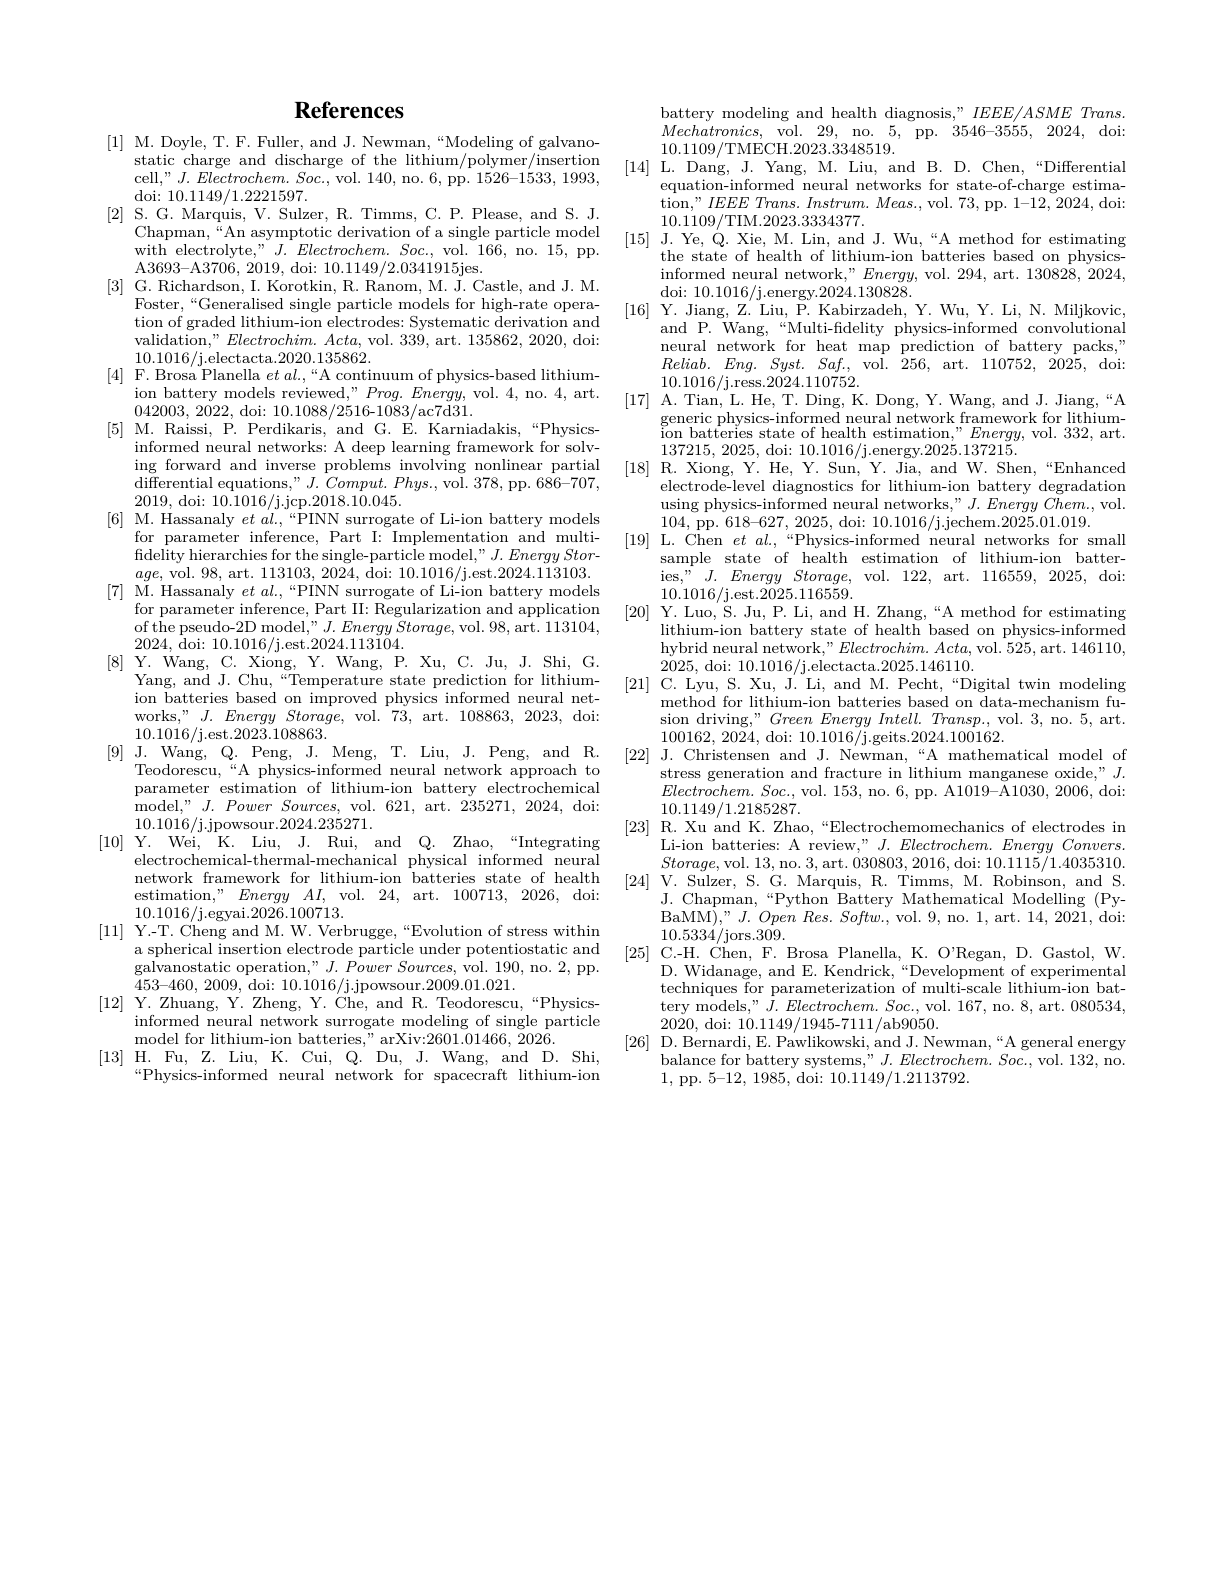 References
[1] M. Doyle, T. F. Fuller, and J. Newman, “Modeling of galvano-
static charge and discharge of the lithium/polymer/insertion
cell,” J. Electrochem. Soc., vol. 140, no. 6, pp. 1526–1533, 1993,
doi: 10.1149/1.2221597.
[2] S. G. Marquis, V. Sulzer, R. Timms, C. P. Please, and S. J.
Chapman, “An asymptotic derivation of a single particle model
with electrolyte,” J. Electrochem. Soc., vol. 166, no. 15, pp.
A3693–A3706, 2019, doi: 10.1149/2.0341915jes.
[3] G. Richardson, I. Korotkin, R. Ranom, M. J. Castle, and J. M.
Foster, “Generalised single particle models for high-rate opera-
tion of graded lithium-ion electrodes: Systematic derivation and
validation,” Electrochim. Acta, vol. 339, art. 135862, 2020, doi:
10.1016/j.electacta.2020.135862.
[4] F. Brosa Planella et al., “A continuum of physics-based lithium-
ion battery models reviewed,” Prog. Energy, vol. 4, no. 4, art.
042003, 2022, doi: 10.1088/2516-1083/ac7d31.
[5] M. Raissi, P. Perdikaris, and G. E. Karniadakis, “Physics-
informed neural networks: A deep learning framework for solv-
ing forward and inverse problems involving nonlinear partial
differential equations,” J. Comput. Phys., vol. 378, pp. 686–707,
2019, doi: 10.1016/j.jcp.2018.10.045.
[6] M. Hassanaly et al., “PINN surrogate of Li-ion battery models
for parameter inference, Part I: Implementation and multi-
fidelity hierarchies for the single-particle model,” J. Energy Stor-
age, vol. 98, art. 113103, 2024, doi: 10.1016/j.est.2024.113103.
[7] M. Hassanaly et al., “PINN surrogate of Li-ion battery models
for parameter inference, Part II: Regularization and application
of the pseudo-2D model,” J. Energy Storage, vol. 98, art. 113104,
2024, doi: 10.1016/j.est.2024.113104.
[8] Y. Wang, C. Xiong, Y. Wang, P. Xu, C. Ju, J. Shi, G.
Yang, and J. Chu, “Temperature state prediction for lithium-
ion batteries based on improved physics informed neural net-
works,” J. Energy Storage, vol. 73, art. 108863, 2023, doi:
10.1016/j.est.2023.108863.
[9] J. Wang, Q. Peng, J. Meng, T. Liu, J. Peng, and R.
Teodorescu, “A physics-informed neural network approach to
parameter estimation of lithium-ion battery electrochemical
model,” J. Power Sources, vol. 621, art. 235271, 2024, doi:
10.1016/j.jpowsour.2024.235271.
[10] Y. Wei, K. Liu, J. Rui, and Q. Zhao, “Integrating
electrochemical-thermal-mechanical physical informed neural
network framework for lithium-ion batteries state of health
estimation,” Energy AI, vol. 24, art. 100713, 2026, doi:
10.1016/j.egyai.2026.100713.
[11] Y.-T. Cheng and M. W. Verbrugge, “Evolution of stress within
a spherical insertion electrode particle under potentiostatic and
galvanostatic operation,” J. Power Sources, vol. 190, no. 2, pp.
453–460, 2009, doi: 10.1016/j.jpowsour.2009.01.021.
[12] Y. Zhuang, Y. Zheng, Y. Che, and R. Teodorescu, “Physics-
informed neural network surrogate modeling of single particle
model for lithium-ion batteries,” arXiv:2601.01466, 2026.
[13] H. Fu, Z. Liu, K. Cui, Q. Du, J. Wang, and D. Shi,
“Physics-informed neural network for spacecraft lithium-ion
battery modeling and health diagnosis,” IEEE/ASME Trans.
Mechatronics, vol. 29, no. 5, pp. 3546–3555, 2024, doi:
10.1109/TMECH.2023.3348519.
[14] L. Dang, J. Yang, M. Liu, and B. D. Chen, “Differential
equation-informed neural networks for state-of-charge estima-
tion,” IEEE Trans. Instrum. Meas., vol. 73, pp. 1–12, 2024, doi:
10.1109/TIM.2023.3334377.
[15] J. Ye, Q. Xie, M. Lin, and J. Wu, “A method for estimating
the state of health of lithium-ion batteries based on physics-
informed neural network,” Energy, vol. 294, art. 130828, 2024,
doi: 10.1016/j.energy.2024.130828.
[16] Y. Jiang, Z. Liu, P. Kabirzadeh, Y. Wu, Y. Li, N. Miljkovic,
and P. Wang, “Multi-fidelity physics-informed convolutional
neural network for heat map prediction of battery packs,”
Reliab. Eng. Syst. Saf., vol. 256, art. 110752, 2025, doi:
10.1016/j.ress.2024.110752.
[17] A. Tian, L. He, T. Ding, K. Dong, Y. Wang, and J. Jiang, “A
generic physics-informed neural network framework for lithium-
ion batteries state of health estimation,” Energy, vol. 332, art.
137215, 2025, doi: 10.1016/j.energy.2025.137215.
[18] R. Xiong, Y. He, Y. Sun, Y. Jia, and W. Shen, “Enhanced
electrode-level diagnostics for lithium-ion battery degradation
using physics-informed neural networks,” J. Energy Chem., vol.
104, pp. 618–627, 2025, doi: 10.1016/j.jechem.2025.01.019.
[19] L. Chen et al., “Physics-informed neural networks for small
sample state of health estimation of lithium-ion batter-
ies,” J. Energy Storage, vol. 122, art. 116559, 2025, doi:
10.1016/j.est.2025.116559.
[20] Y. Luo, S. Ju, P. Li, and H. Zhang, “A method for estimating
lithium-ion battery state of health based on physics-informed
hybrid neural network,” Electrochim. Acta, vol. 525, art. 146110,
2025, doi: 10.1016/j.electacta.2025.146110.
[21] C. Lyu, S. Xu, J. Li, and M. Pecht, “Digital twin modeling
method for lithium-ion batteries based on data-mechanism fu-
sion driving,” Green Energy Intell. Transp., vol. 3, no. 5, art.
100162, 2024, doi: 10.1016/j.geits.2024.100162.
[22] J. Christensen and J. Newman, “A mathematical model of
stress generation and fracture in lithium manganese oxide,” J.
Electrochem. Soc., vol. 153, no. 6, pp. A1019–A1030, 2006, doi:
10.1149/1.2185287.
[23] R. Xu and K. Zhao, “Electrochemomechanics of electrodes in
Li-ion batteries: A review,” J. Electrochem. Energy Convers.
Storage, vol. 13, no. 3, art. 030803, 2016, doi: 10.1115/1.4035310.
[24] V. Sulzer, S. G. Marquis, R. Timms, M. Robinson, and S.
J. Chapman, “Python Battery Mathematical Modelling (Py-
BaMM),” J. Open Res. Softw., vol. 9, no. 1, art. 14, 2021, doi:
10.5334/jors.309.
[25] C.-H. Chen, F. Brosa Planella, K. O’Regan, D. Gastol, W.
D. Widanage, and E. Kendrick, “Development of experimental
techniques for parameterization of multi-scale lithium-ion bat-
tery models,” J. Electrochem. Soc., vol. 167, no. 8, art. 080534,
2020, doi: 10.1149/1945-7111/ab9050.
[26] D. Bernardi, E. Pawlikowski, and J. Newman, “A general energy
balance for battery systems,” J. Electrochem. Soc., vol. 132, no.
1, pp. 5–12, 1985, doi: 10.1149/1.2113792.